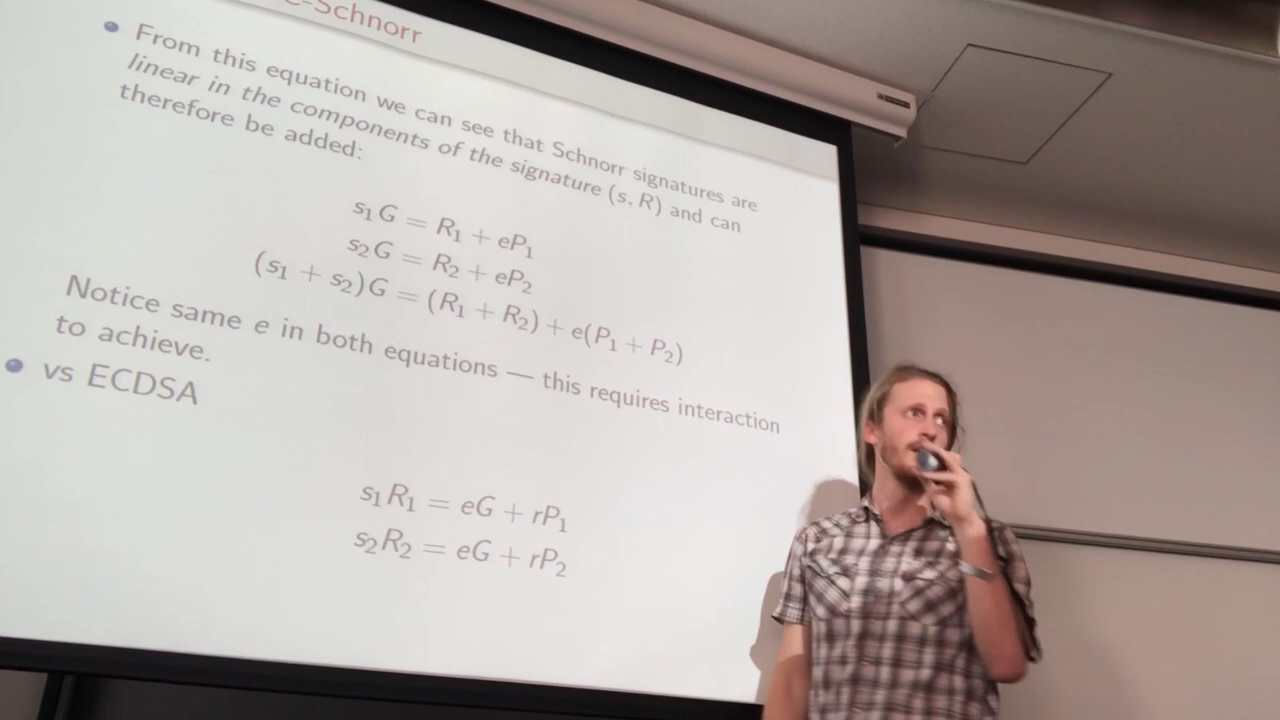 -Schnorr
From this equation we can see that Schnorr signatures are
linear in the components of the signature (s, R) and can
therefore be added:
s₁G = R₁ + eP₁
s₂G = R₂ + eP₂
(s₁ + s₂)G = (R₁ + R₂) + e(P₁ + P₂)
Notice same e in both equations — this requires interaction
to achieve.
vs ECDSA
s₁R₁ = eG + rP₁
s₂R₂ = eG + rP₂